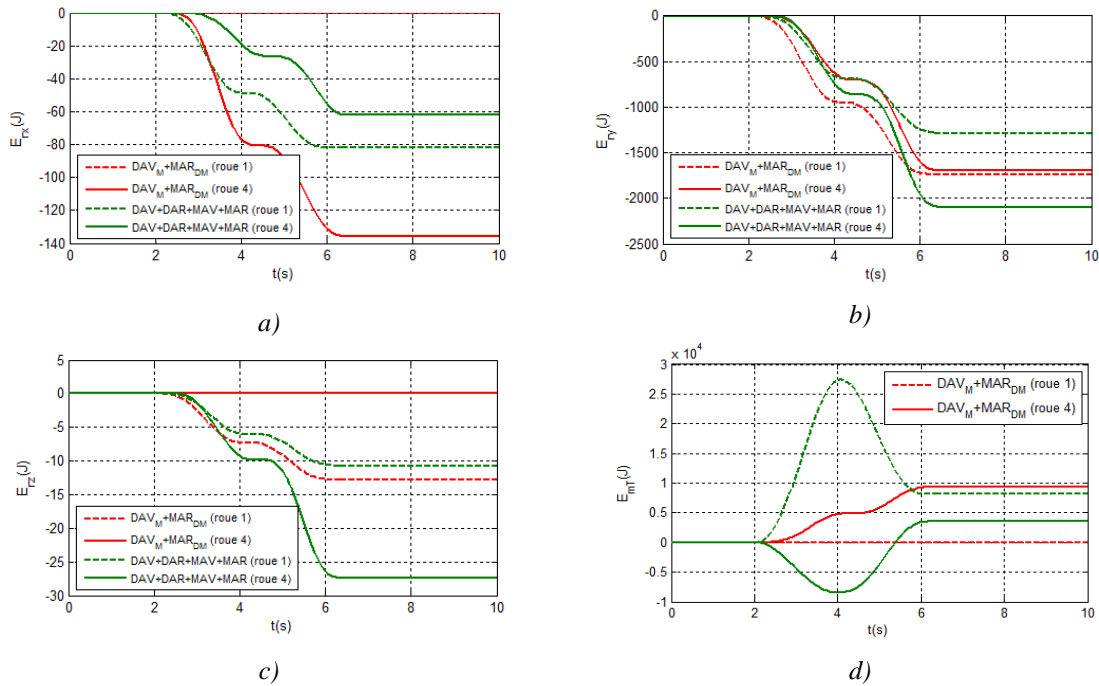 0
-20
-40
-60
-80
-100
-120
-140
E_rx(J)
DAV_M+MAR_DM (roue 1)
DAV_M+MAR_DM (roue 4)
DAV+DAR+MAV+MAR (roue 1)
DAV+DAR+MAV+MAR (roue 4)
0 2 4 6 8 10
t(s)
a)
0
-500
-1000
-1500
-2000
-2500
E_ry(J)
DAV_M+MAR_DM (roue 1)
DAV_M+MAR_DM (roue 4)
DAV+DAR+MAV+MAR (roue 1)
DAV+DAR+MAV+MAR (roue 4)
0 2 4 6 8 10
t(s)
b)
5
0
-5
-10
-15
-20
-25
-30
E_rz(J)
DAV_M+MAR_DM (roue 1)
DAV_M+MAR_DM (roue 4)
DAV+DAR+MAV+MAR (roue 1)
DAV+DAR+MAV+MAR (roue 4)
0 2 4 6 8 10
t(s)
c)
x 10^4
3
2.5
2
1.5
1
0.5
0
-0.5
-1
E_mT(J)
DAV_M+MAR_DM (roue 1)
DAV_M+MAR_DM (roue 4)
0 2 4 6 8 10
t(s)
d)